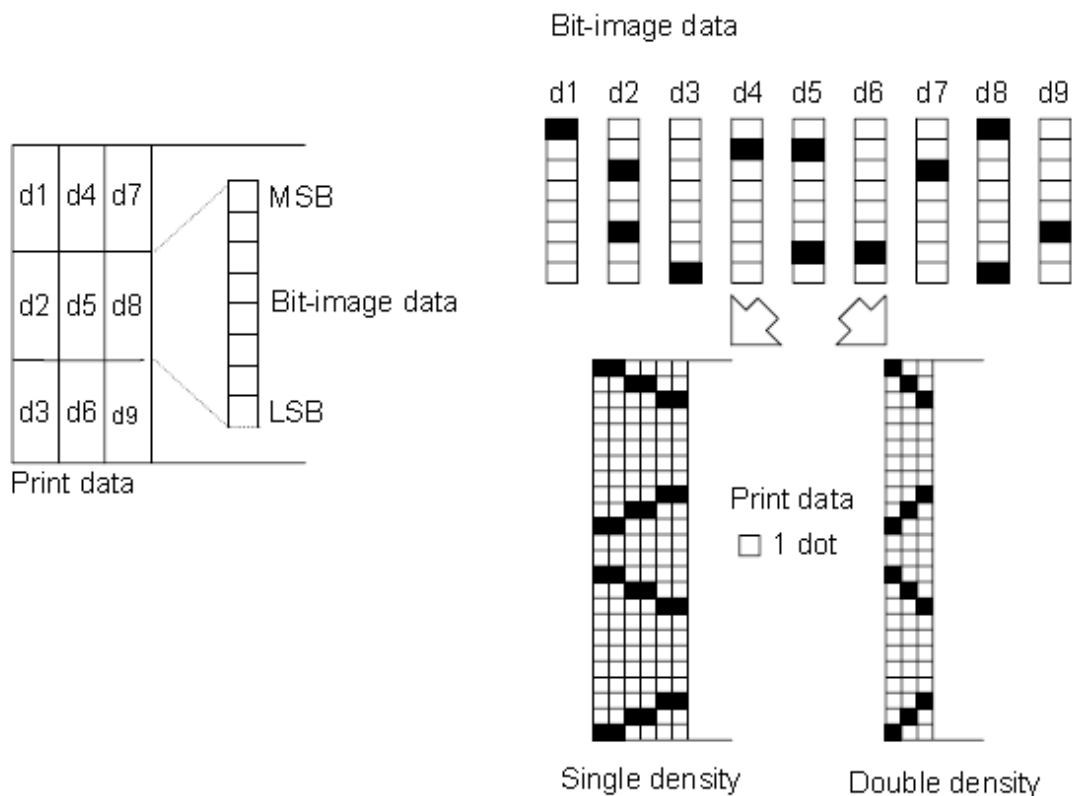 Bit-image data
d1 d2 d3 d4 d5 d6 d7 d8 d9
d1 d4 d7
MSB
d2 d5 d8
Bit-image data
d3 d6 d9
LSB
Print data
Print data
1 dot
Single density
Double density